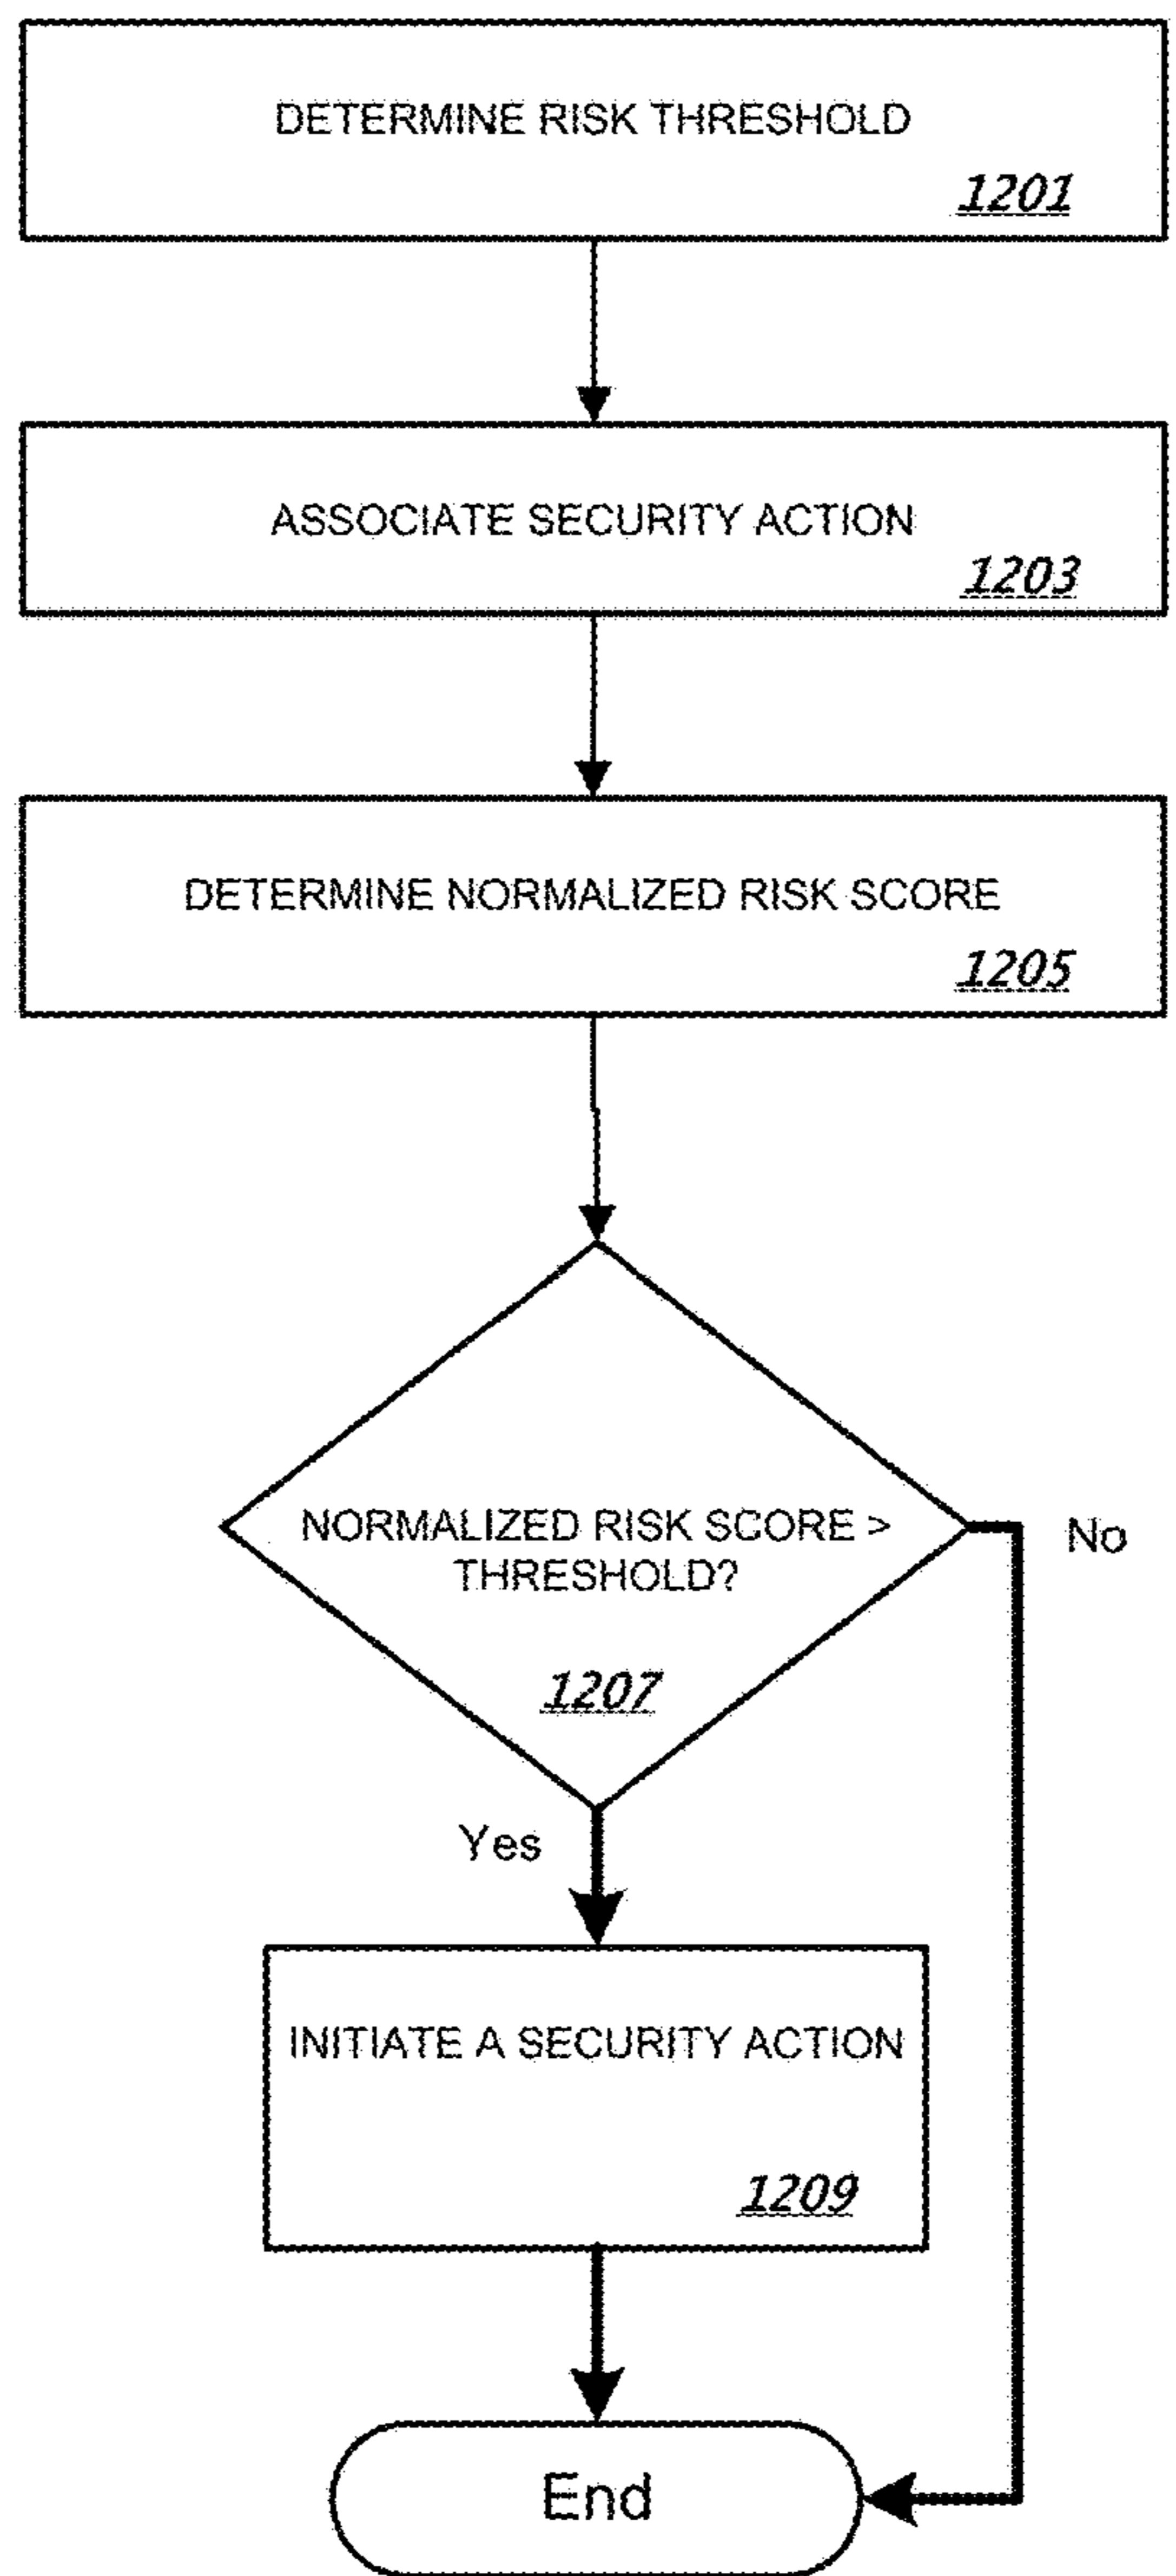 DETERMINE RISK THRESHOLD
1201
ASSOCIATE SECURITY ACTION
1203
DETERMINE NORMALIZED RISK SCORE
1205
NORMALIZED RISK SCORE >
THRESHOLD?
1207
No
Yes
INITIATE A SECURITY ACTION
1209
End